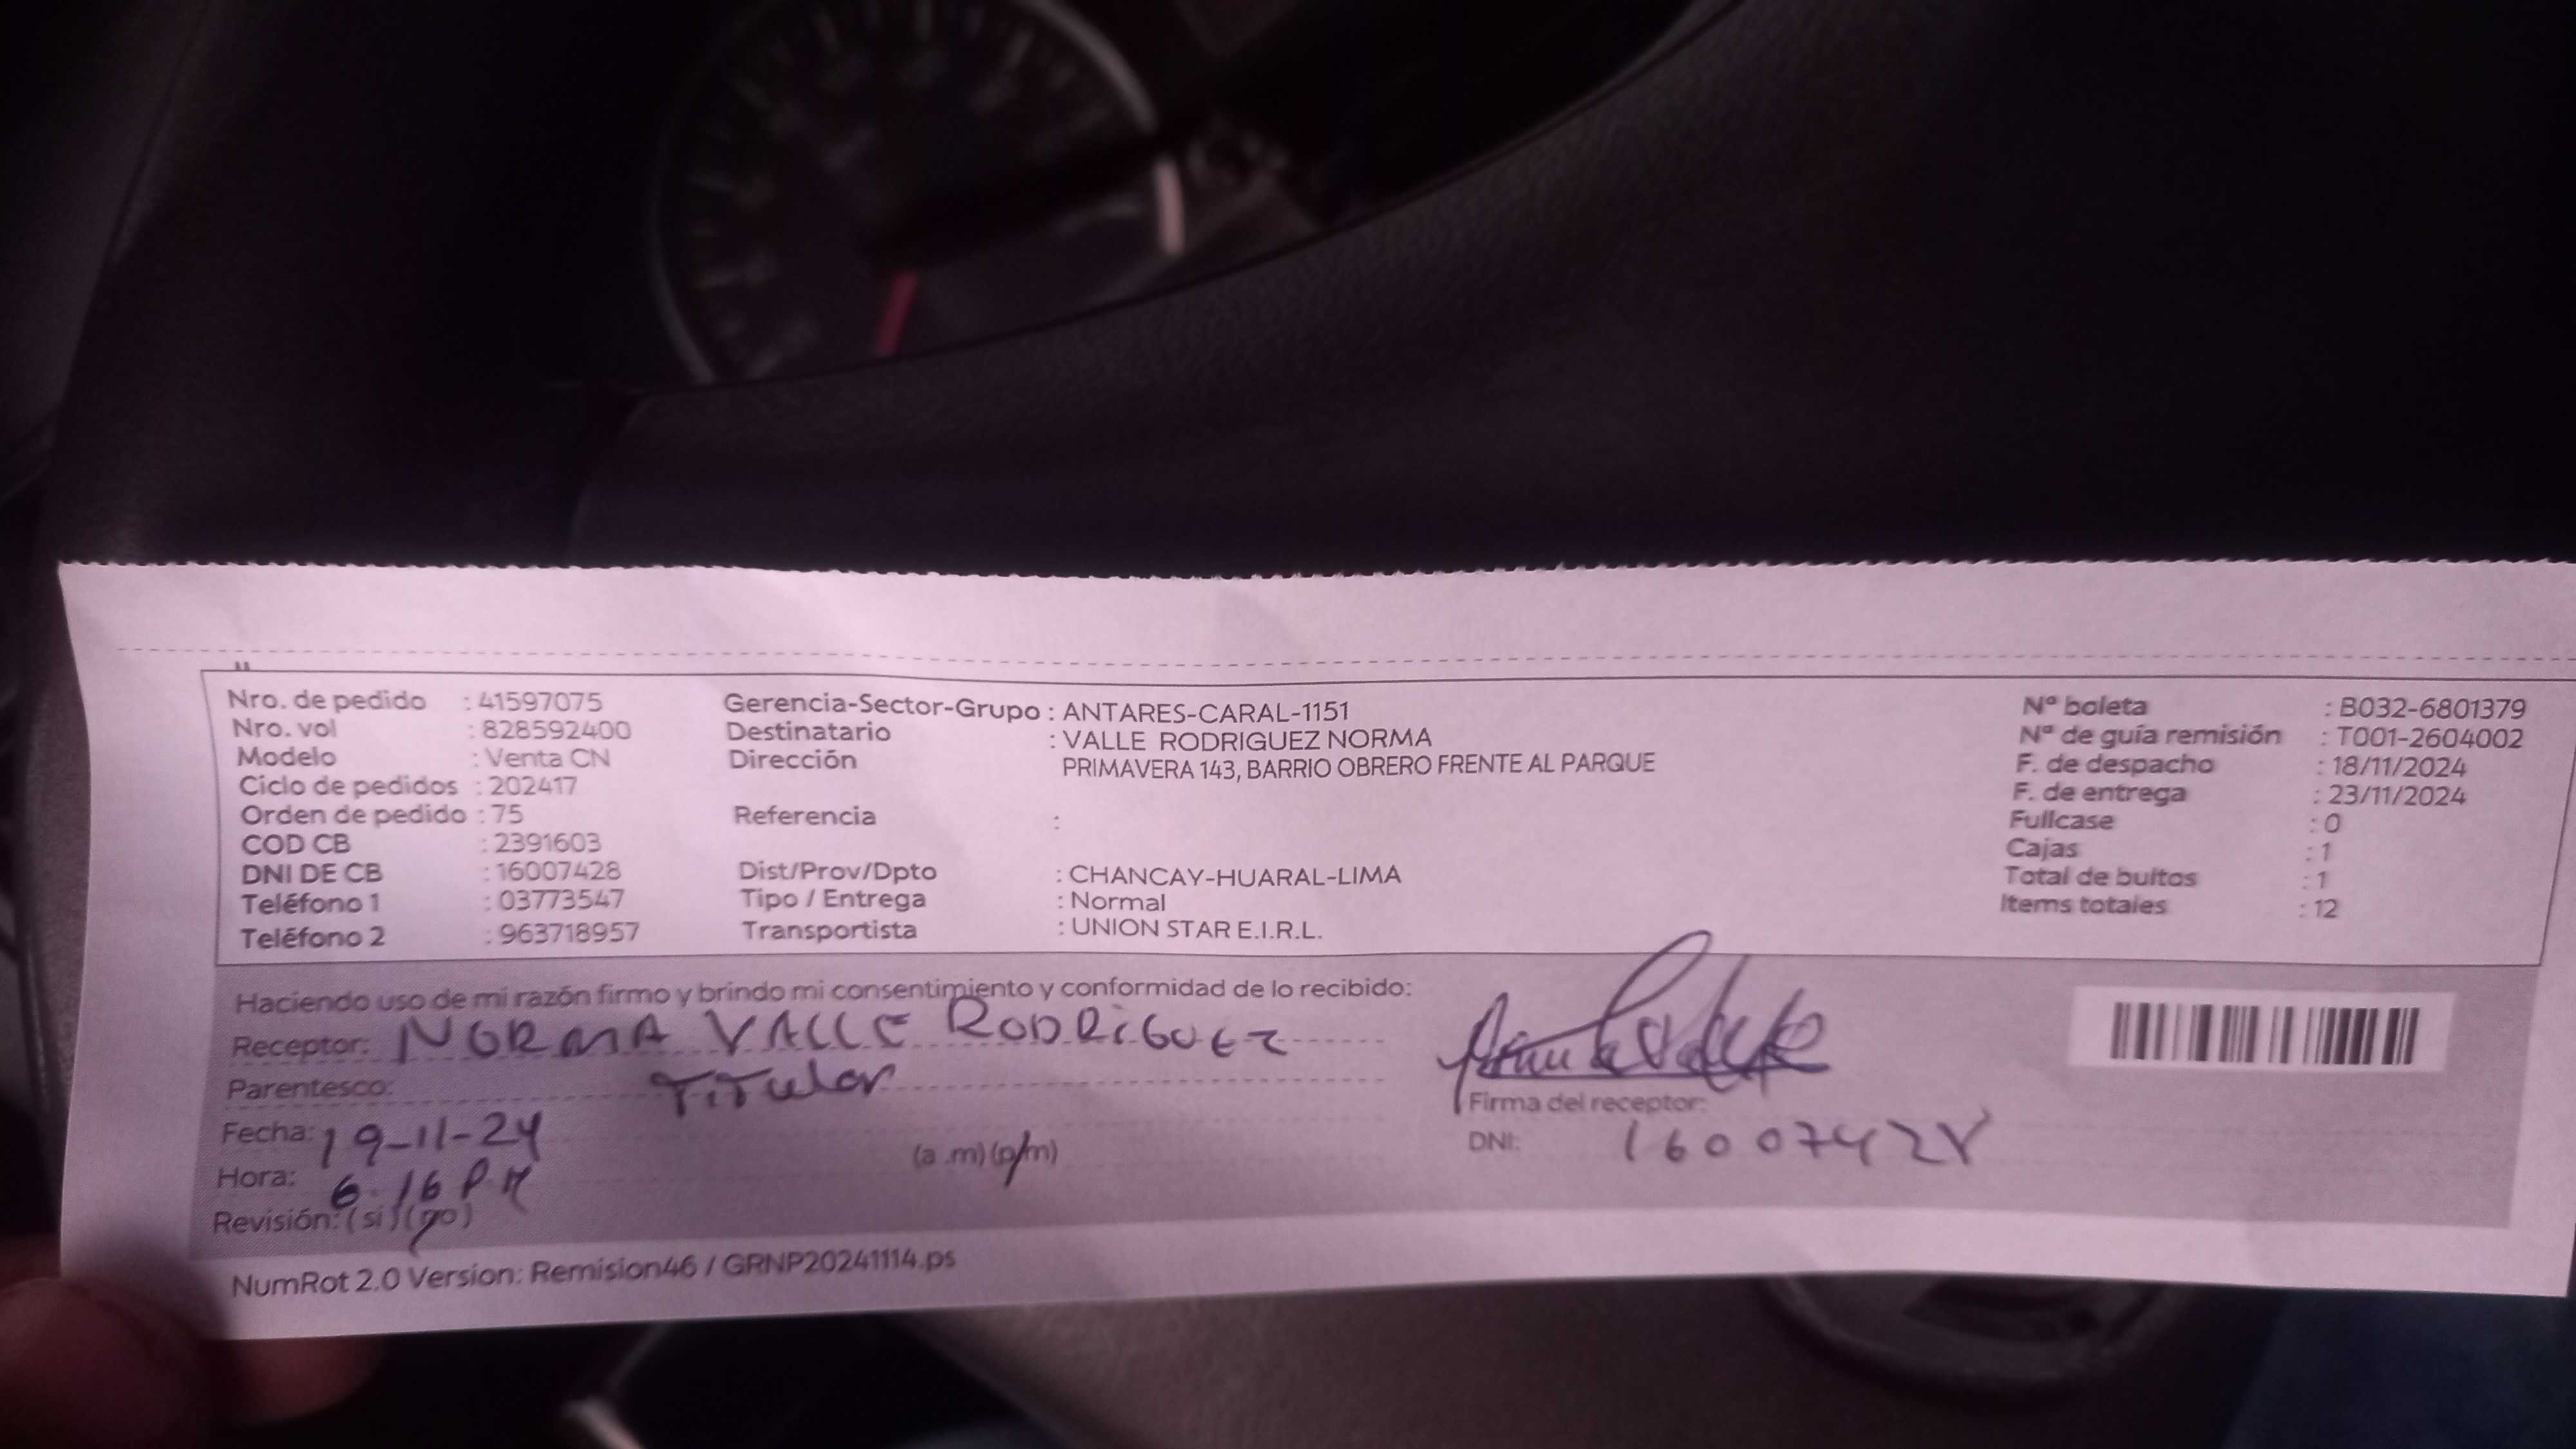 Nro. de pedido : 41597075
Nro. vol : 828592400
Modelo : Venta CN
Ciclo de pedidos : 202417
Orden de pedido : 75
COD CB : 2391603
DNI DE CB : 16007428
Teléfono 1 : 03773547
Teléfono 2 : 963718957
Gerencia-Sector-Grupo : ANTARES-CARAL-1151
Destinatario : VALLE RODRIGUEZ NORMA
Dirección PRIMAVERA 143, BARRIO OBRERO FRENTE AL PARQUE
Referencia :
Dist/Prov/Dpto : CHANCAY-HUARAL-LIMA
Tipo / Entrega : Normal
Transportista : UNION STAR E.I.R.L.
Nº boleta : B032-6801379
Nº de guía remisión : T001-2604002
F. de despacho : 18/11/2024
F. de entrega : 23/11/2024
Fullcase : 0
Cajas : 1
Total de bultos : 1
Items totales : 12
Haciendo uso de mi razón firmo y brindo mi consentimiento y conformidad de lo recibido:
Receptor: NORMA VALLE RODRIGUEZ
Parentesco: Titular
Fecha: 19-11-24
Hora: 6:16 PM (a .m) (p/m)
Revisión: (si) (no)
Firma del receptor:
DNI: 16007428
NumRot 2.0 Version: Remision46 / GRNP20241114.ps